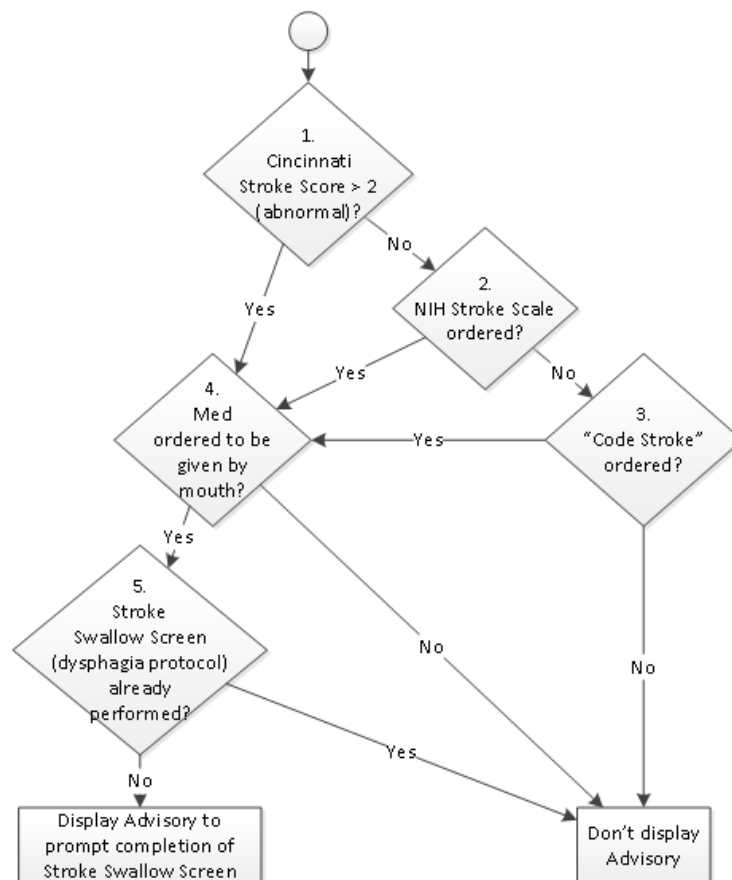 1.
Cincinnati
Stroke Score > 2
(abnormal)?
No
Yes
2.
NIH Stroke Scale
ordered?
Yes
No
3.
“Code Stroke”
ordered?
Yes
4.
Med
ordered to be
given by
mouth?
Yes
No
No
5.
Stroke
Swallow Screen
(dysphagia protocol)
already
performed?
Yes
No
Display Advisory to
prompt completion of
Stroke Swallow Screen
Don’t display
Advisory